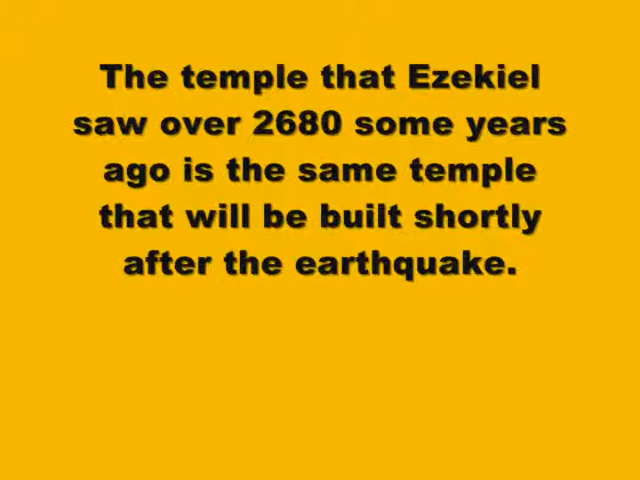 The temple that Ezekiel
saw over 2680 some years
ago is the same temple
that will be built shortly
after the earthquake.